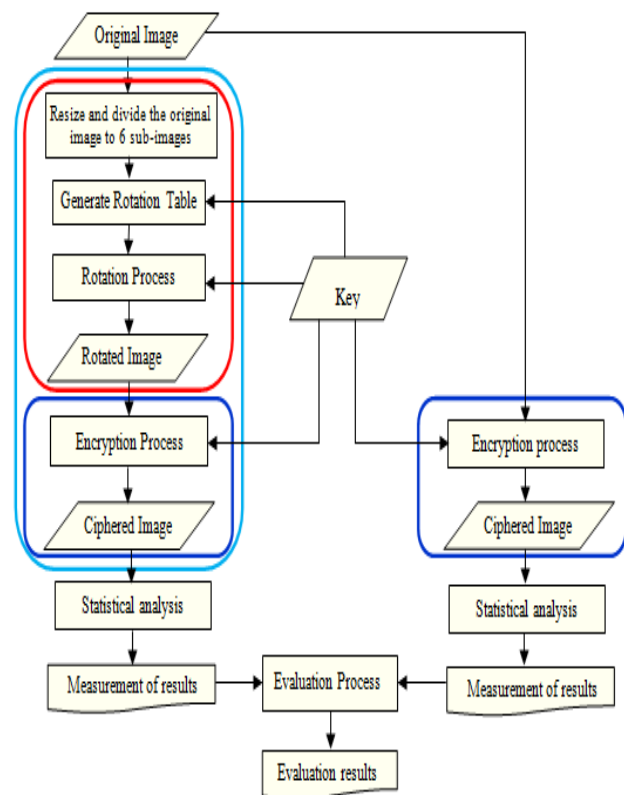 Original Image
Resize and divide the original
image to 6 sub-images
Generate Rotation Table
Rotation Process
Key
Rotated Image
Encryption Process
Encryption process
Ciphered Image
Ciphered Image
Statistical analysis
Statistical analysis
Measurement of results
Evaluation Process
Measurement of results
Evaluation results